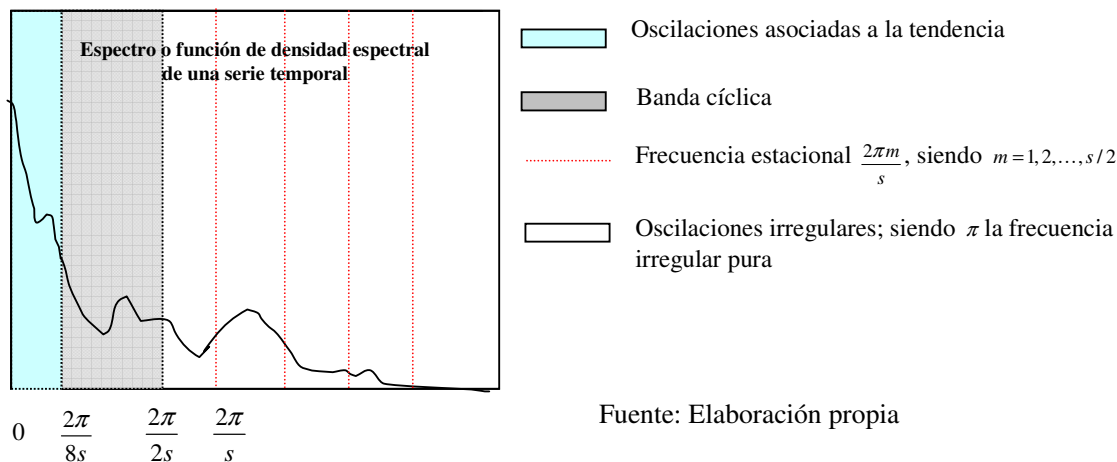 Espectro o función de densidad espectral
de una serie temporal
0
2π/8s
2π/2s
2π/s
Oscilaciones asociadas a la tendencia
Banda cíclica
Frecuencia estacional 2πm/s, siendo m = 1, 2, ..., s / 2
Oscilaciones irregulares; siendo π la frecuencia
irregular pura
Fuente: Elaboración propia